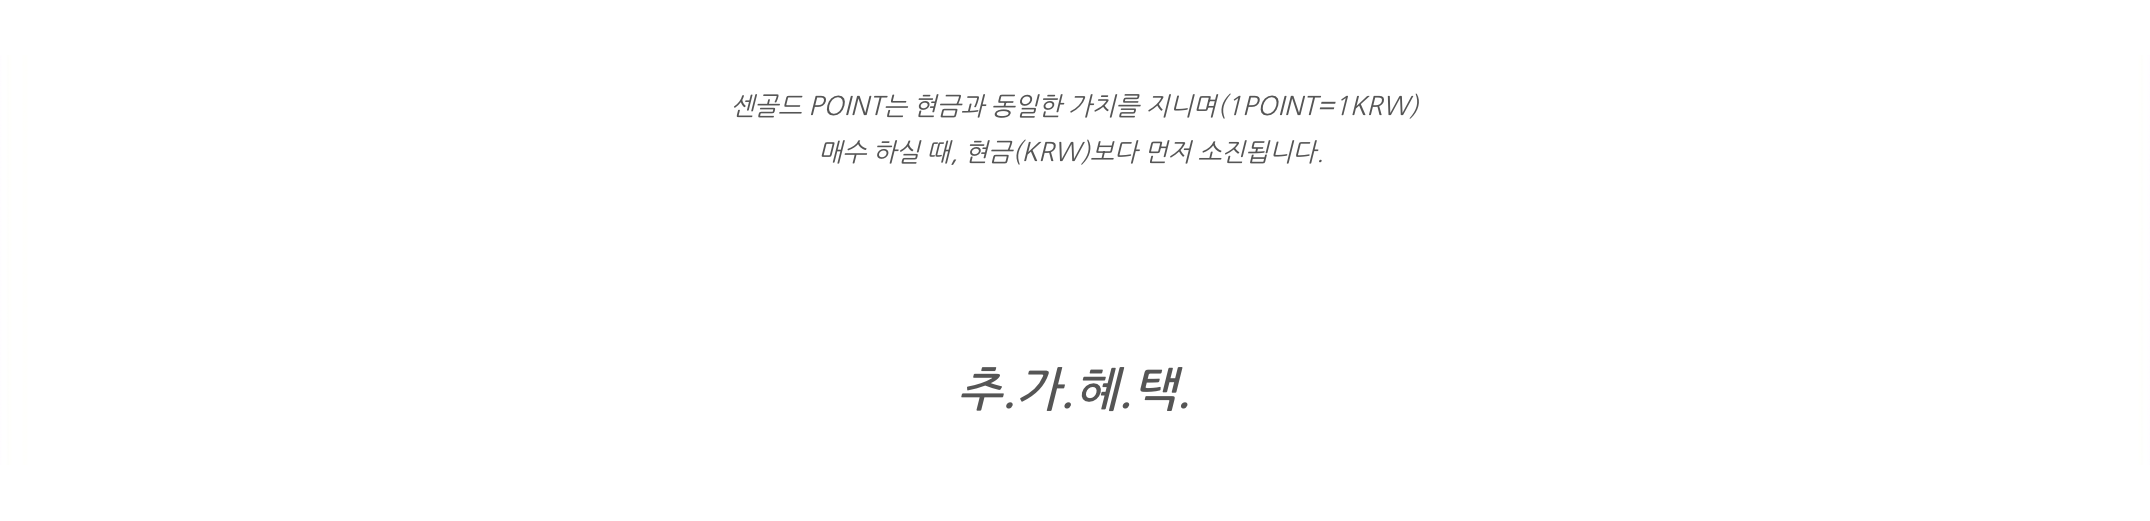 센골드 POINT는 현금과 동일한 가치를 지니며(1POINT=1KRW)
매수 하실 때, 현금(KRW)보다 먼저 소진됩니다.
추.가.혜.택.